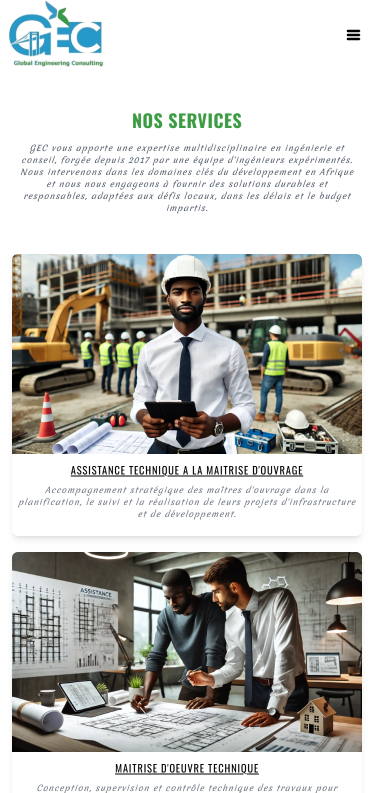 GEC
Global Engineering Consulting
NOS SERVICES
GEC vous apporte une expertise multidisciplinaire en ingénierie et
conseil, forgée depuis 2017 par une équipe d'ingénieurs expérimentés.
Nous intervenons dans les domaines clés du développement en Afrique
et nous nous engageons à fournir des solutions durables et
responsables, adaptées aux défis locaux, dans les délais et le budget
impartis.
ASSISTANCE TECHNIQUE A LA MAITRISE D'OUVRAGE
Accompagnement stratégique des maîtres d'ouvrage dans la
planification, le suivi et la réalisation de leurs projets d'infrastructure
et de développement.
ASSISTANCE
MAITRISE D'OEUVRE TECHNIQUE
Conception, supervision et contrôle technique des travaux pour